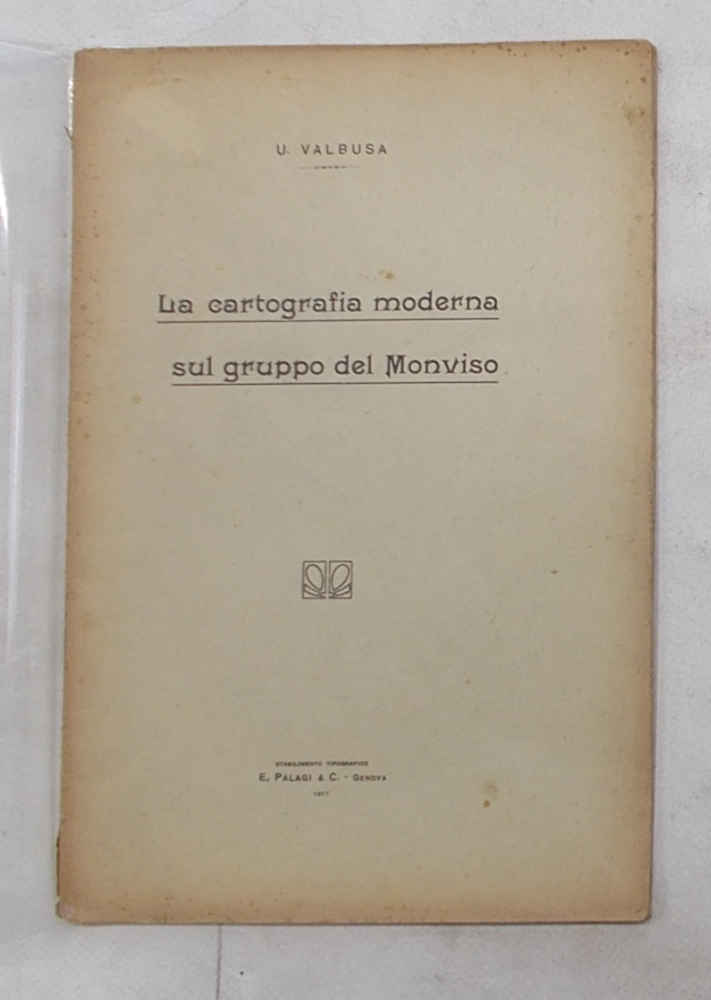 U. VALBUSA
La cartografia moderna
sul gruppo del Monviso
STABILIMENTO TIPOGRAFICO
E. PALAGI & C. - GENOVA